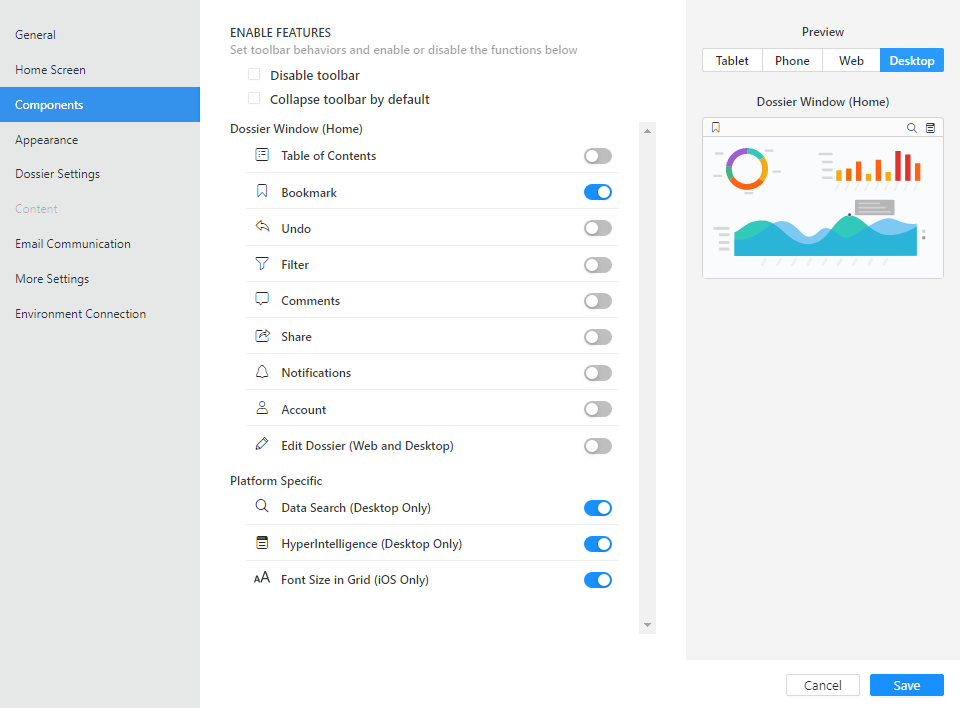 General
Home Screen
Components
Appearance
Dossier Settings
Content
Email Communication
More Settings
Environment Connection
ENABLE FEATURES
Set toolbar behaviors and enable or disable the functions below
Disable toolbar
Collapse toolbar by default
Dossier Window (Home)
Table of Contents
Bookmark
Undo
Filter
Comments
Share
Notifications
Account
Edit Dossier (Web and Desktop)
Platform Specific
Data Search (Desktop Only)
HyperIntelligence (Desktop Only)
AA Font Size in Grid (iOS Only)
Preview
Tablet Phone Web Desktop
Dossier Window (Home)
Cancel Save